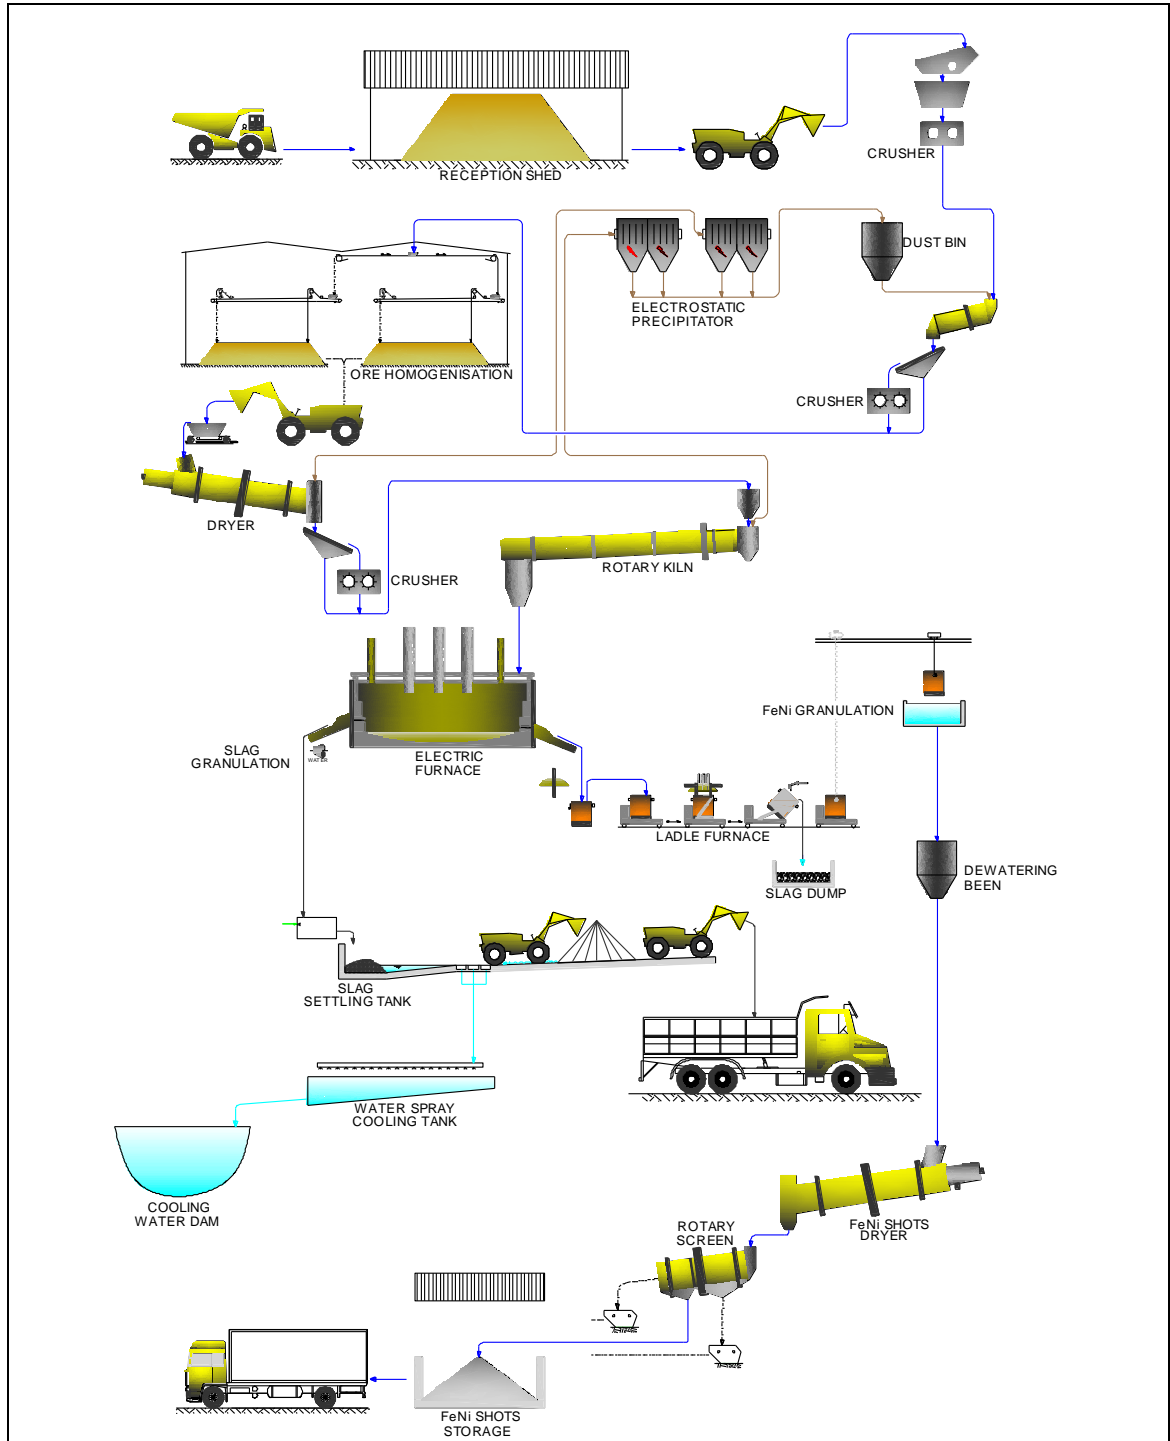 CRUSHER
RECEPTION SHED
DUST BIN
ELECTROSTATIC
PRECIPITATOR
ORE HOMOGENISATION
CRUSHER
DRYER
CRUSHER
ROTARY KILN
FeNi GRANULATION
SLAG
GRANULATION
WATER
ELECTRIC
FURNACE
LADLE FURNACE
DEWATERING
BEEN
SLAG DUMP
SLAG
SETTLING TANK
WATER SPRAY
COOLING TANK
COOLING
WATER DAM
FeNi SHOTS
DRYER
ROTARY
SCREEN
FeNi SHOTS
STORAGE